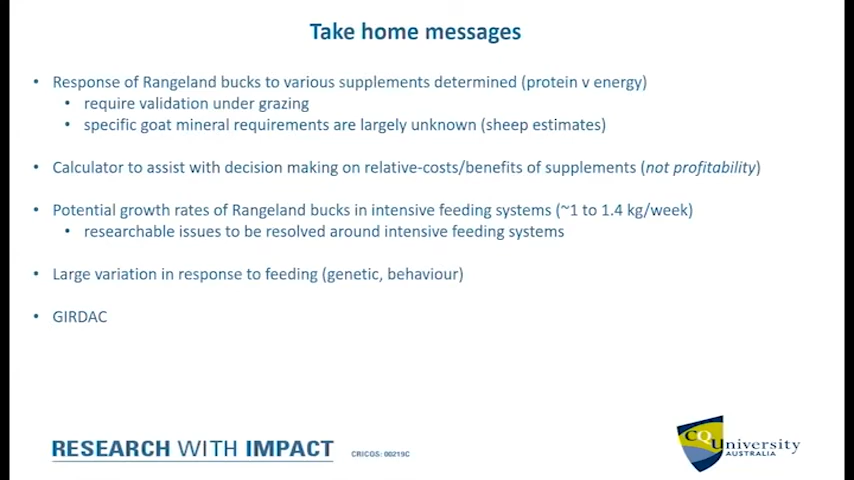 Take home messages
• Response of Rangeland bucks to various supplements determined (protein v energy)
• require validation under grazing
• specific goat mineral requirements are largely unknown (sheep estimates)
• Calculator to assist with decision making on relative-costs/benefits of supplements (not profitability)
• Potential growth rates of Rangeland bucks in intensive feeding systems (~1 to 1.4 kg/week)
• researchable issues to be resolved around intensive feeding systems
• Large variation in response to feeding (genetic, behaviour)
• GIRDAC
RESEARCH WITH IMPACT
CRICOS: 00219C
CQUniversity
AUSTRALIA